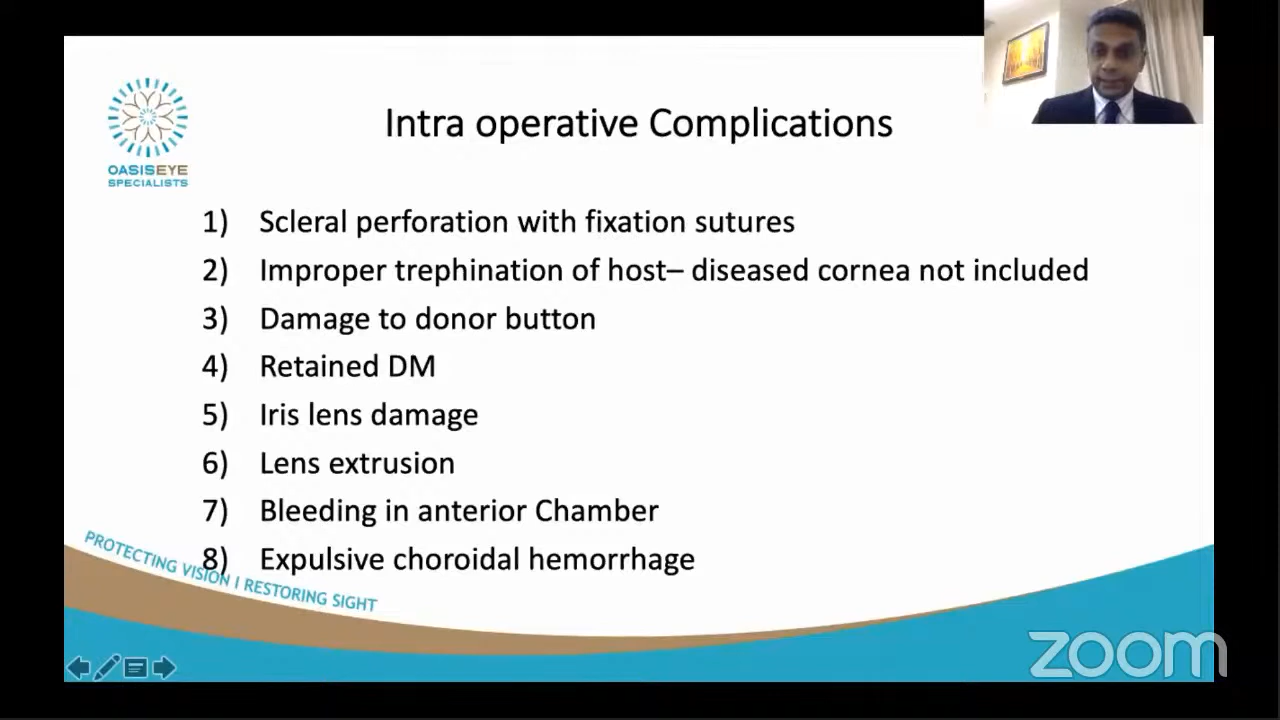 OASISEYE
SPECIALISTS
Intra operative Complications
1) Scleral perforation with fixation sutures
2) Improper trephination of host– diseased cornea not included
3) Damage to donor button
4) Retained DM
5) Iris lens damage
6) Lens extrusion
7) Bleeding in anterior Chamber
8) Expulsive choroidal hemorrhage
PROTECTING VISION I RESTORING SIGHT
zoom